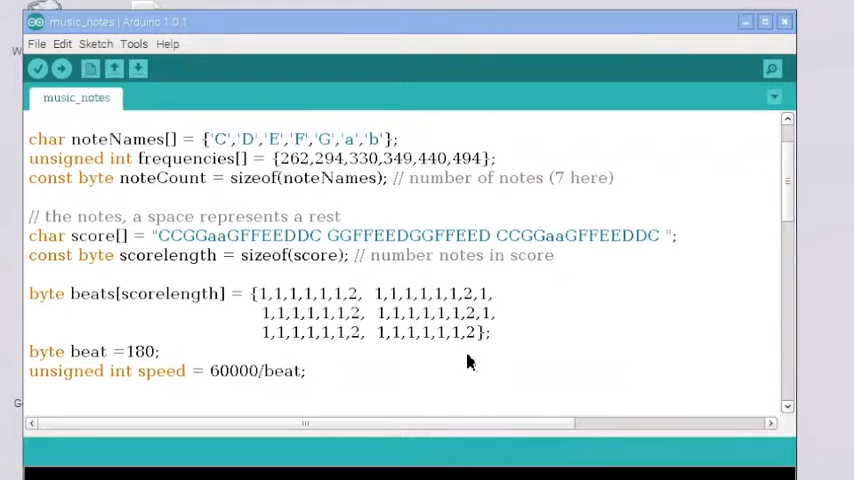 music_notes | Arduino 1.0.1
File Edit Sketch Tools Help
music_notes
char noteNames[] = {'C','D','E','F','G','a','b'};
unsigned int frequencies[] = {262,294,330,349,440,494};
const byte noteCount = sizeof(noteNames); // number of notes (7 here)
// the notes, a space represents a rest
char score[] = "CCGGaaGFFEEDDC GGFFEEDGGFFEED CCGGaaGFFEEDDC ";
const byte scorelength = sizeof(score); // number notes in score
byte beats[scorelength] = {1,1,1,1,1,1,2, 1,1,1,1,1,1,2,1,
1,1,1,1,1,1,2, 1,1,1,1,1,1,2,1,
1,1,1,1,1,1,2, 1,1,1,1,1,1,2};
byte beat =180;
unsigned int speed = 60000/beat;